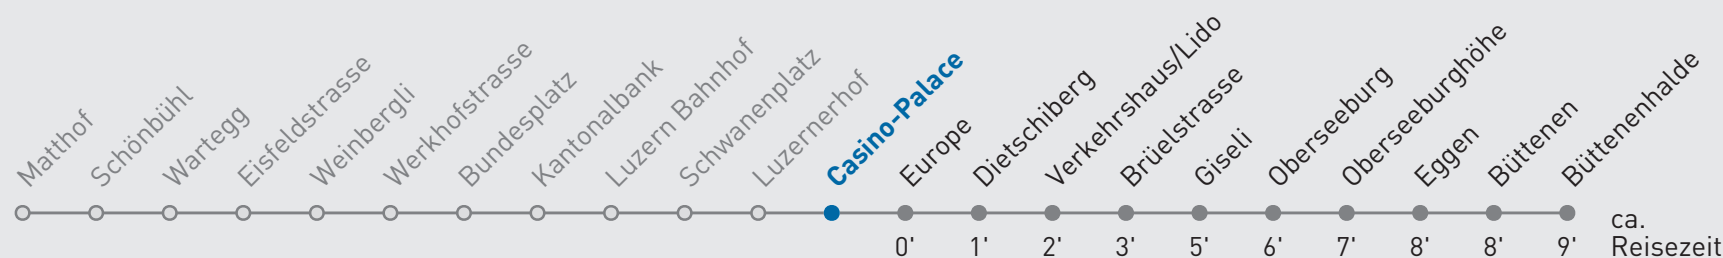 Matthof
Schönbühl
Wartegg
Eisfeldstrasse
Weinbergli
Werkhofstrasse
Bundesplatz
Kantonalbank
Luzern Bahnhof
Schwanenplatz
Luzernerhof
Casino-Palace
Europe
Dietschiberg
Verkehrshaus/Lido
Brüelstrasse
Giseli
Oberseeburg
Oberseeburghöhe
Eggen
Büttenen
Büttenenhalde
ca.
0' 1' 2' 3' 5' 6' 7' 8' 8' 9' Reisezeit